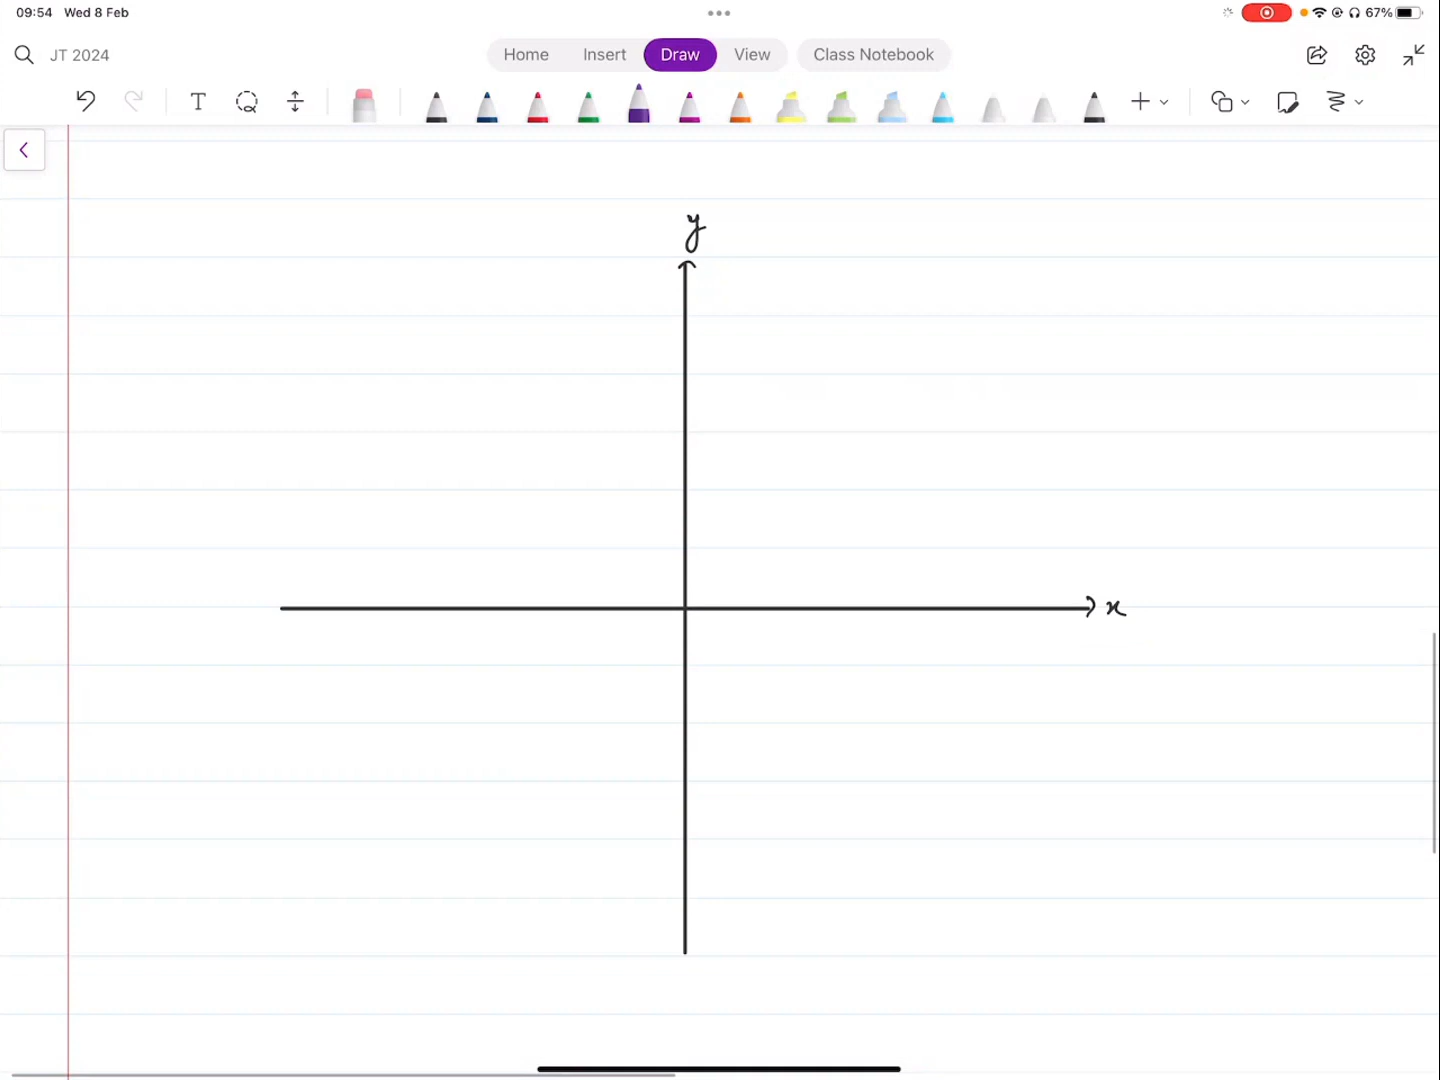 09:54 Wed 8 Feb
67%
JT 2024
Home Insert Draw View Class Notebook
T
y
x